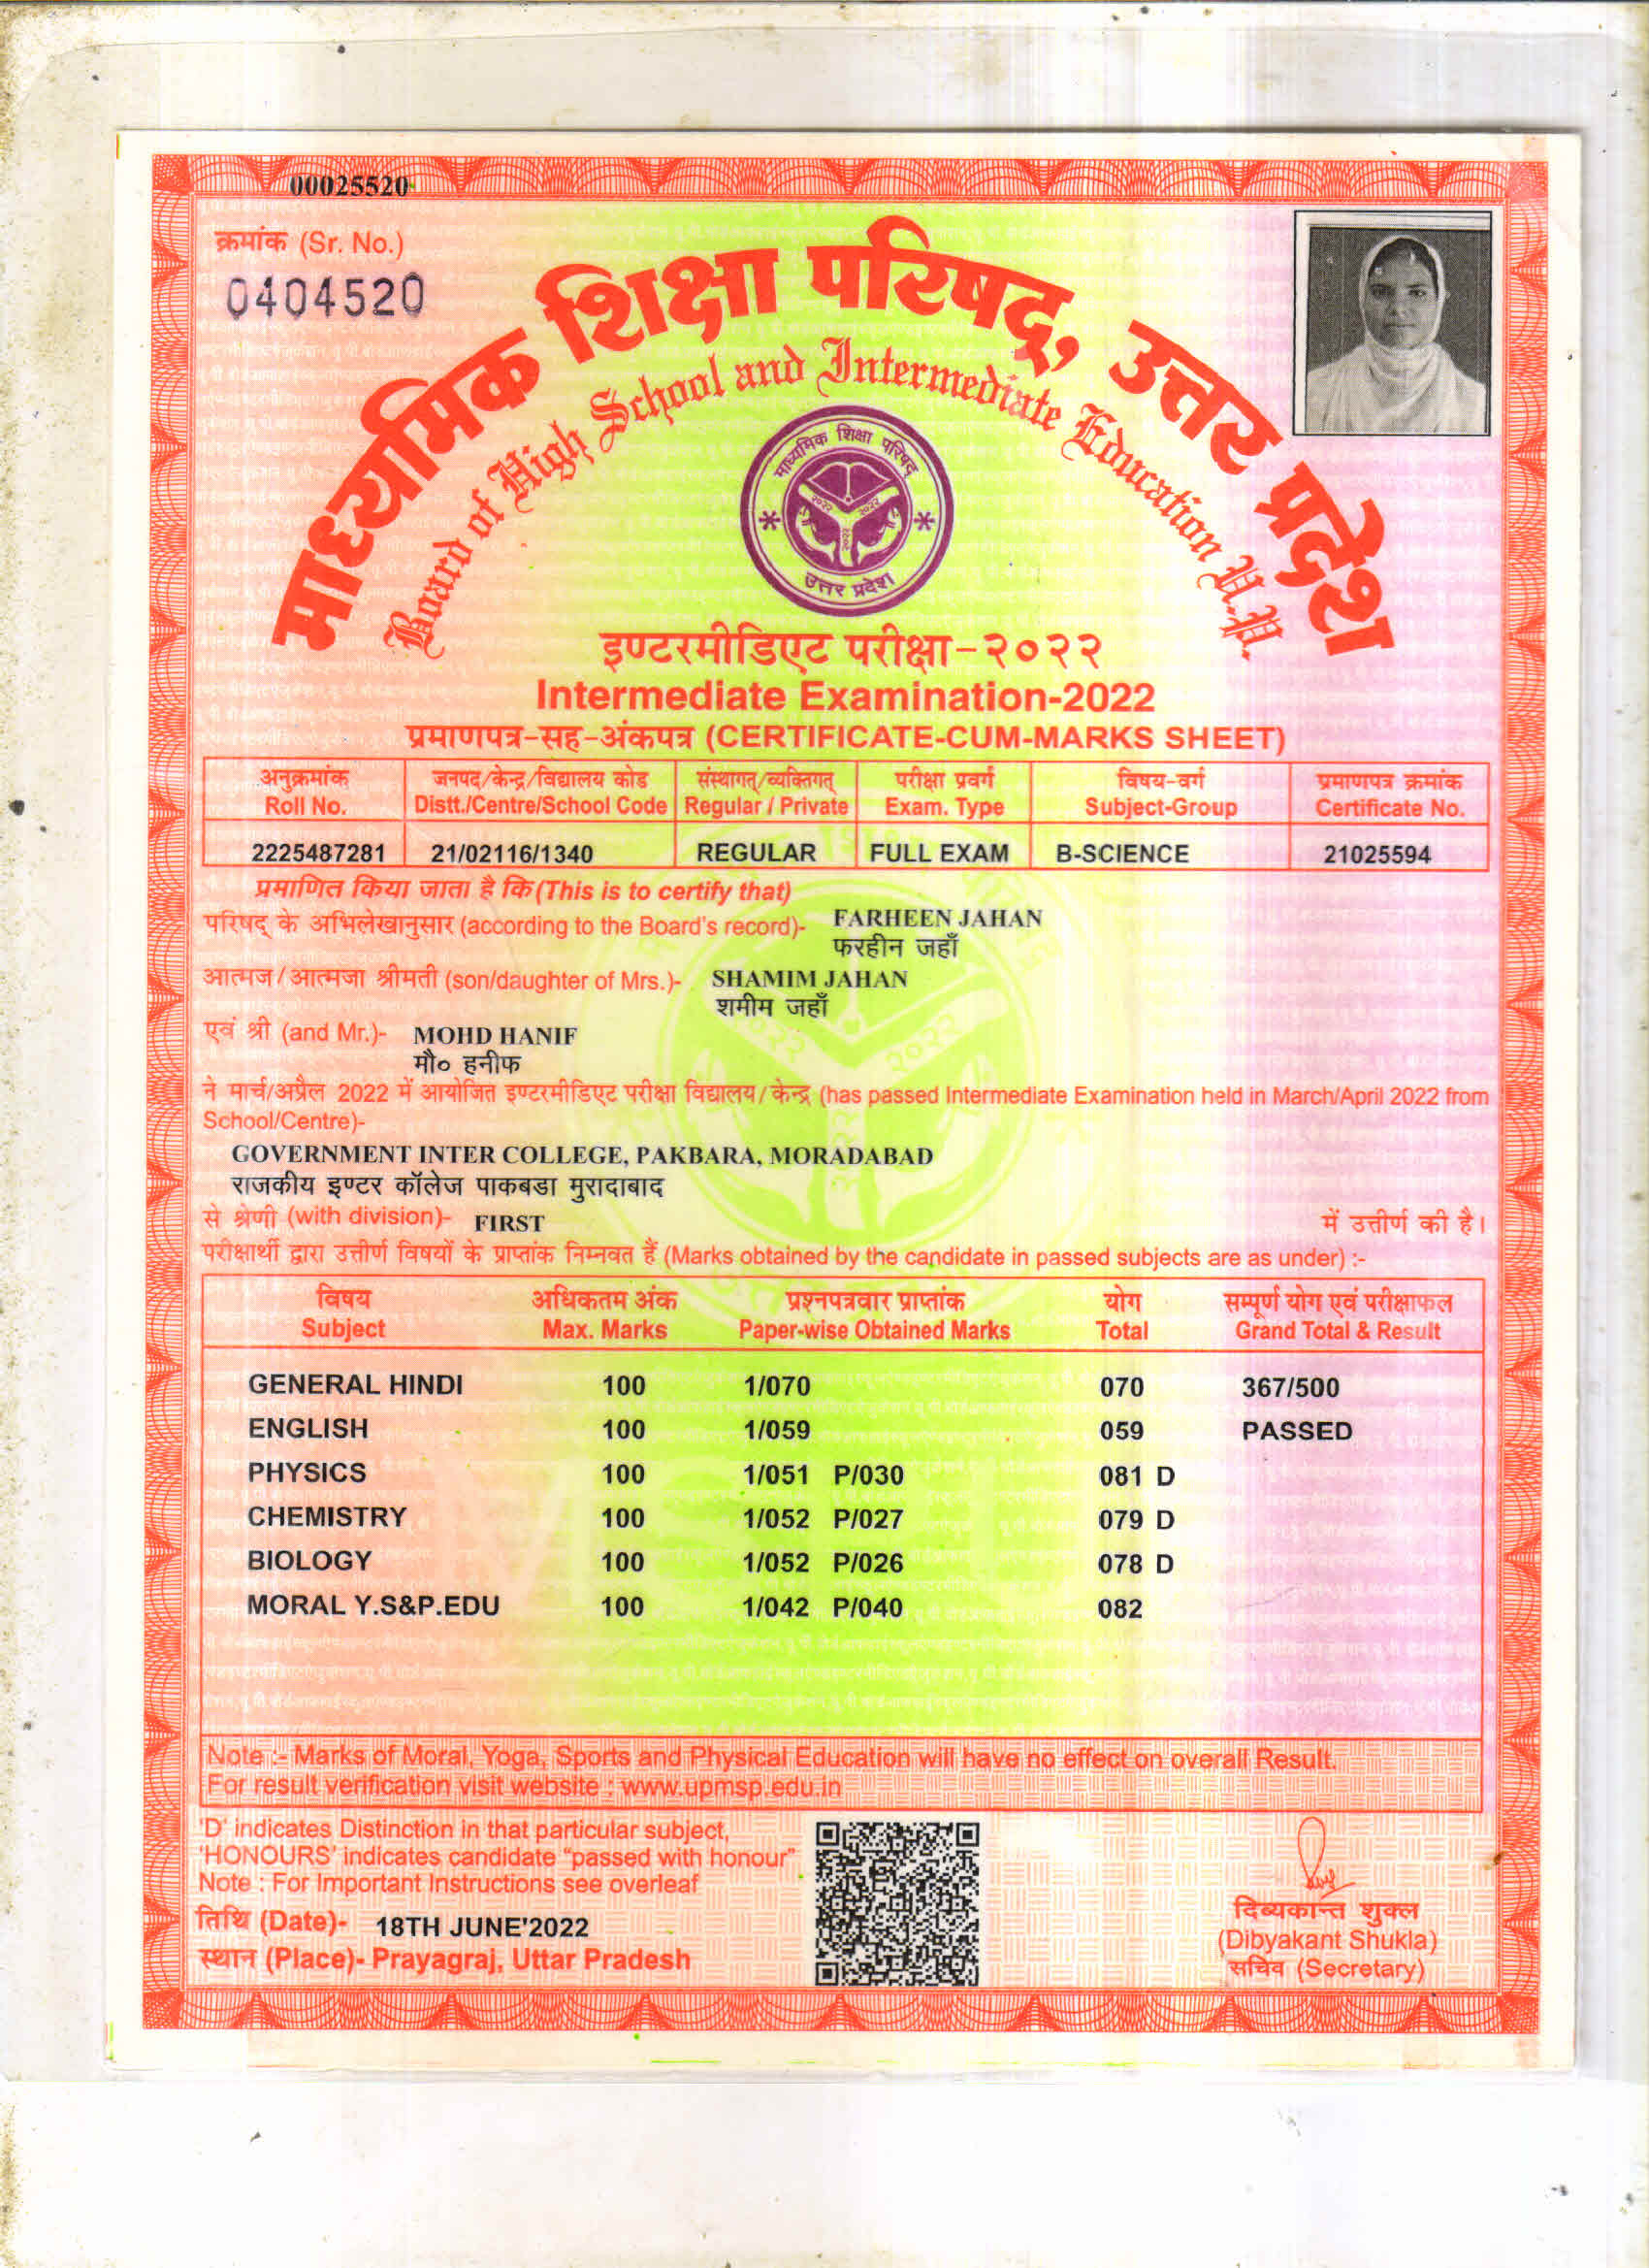 00025520
क्रमांक (Sr. No.)
0404520
माध्यमिक शिक्षा परिषद्, उत्तर प्रदेश
Board of High School and Intermediate Education U.P.
माध्यमिक शिक्षा परिषद्
२०२२ २०२२
२०२२
उत्तर प्रदेश
इण्टरमीडिएट परीक्षा-२०२२
Intermediate Examination-2022
प्रमाणपत्र-सह-अंकपत्र (CERTIFICATE-CUM-MARKS SHEET)
अनुक्रमांक जनपद/केन्द्र/विद्यालय कोड संस्थागत्/व्यक्तिगत् परीक्षा प्रवर्ग विषय-वर्ग प्रमाणपत्र क्रमांक
Roll No. Distt./Centre/School Code Regular / Private Exam. Type Subject-Group Certificate No.
2225487281 21/02116/1340 REGULAR FULL EXAM B-SCIENCE 21025594
प्रमाणित किया जाता है कि (This is to certify that)
परिषद् के अभिलेखानुसार (according to the Board's record)- FARHEEN JAHAN
फरहीन जहाँ
आत्मज/आत्मजा श्रीमती (son/daughter of Mrs.)- SHAMIM JAHAN
शमीम जहाँ
एवं श्री (and Mr.)- MOHD HANIF
मौ० हनीफ
ने मार्च/अप्रैल 2022 में आयोजित इण्टरमीडिएट परीक्षा विद्यालय/केन्द्र (has passed Intermediate Examination held in March/April 2022 from
School/Centre)-
GOVERNMENT INTER COLLEGE, PAKBARA, MORADABAD
राजकीय इण्टर कॉलेज पाकबडा मुरादाबाद
से श्रेणी (with division)- FIRST में उत्तीर्ण की है।
परीक्षार्थी द्वारा उत्तीर्ण विषयों के प्राप्तांक निम्नवत हैं (Marks obtained by the candidate in passed subjects are as under) :-
विषय अधिकतम अंक प्रश्नपत्रवार प्राप्तांक योग सम्पूर्ण योग एवं परीक्षाफल
Subject Max. Marks Paper-wise Obtained Marks Total Grand Total & Result
GENERAL HINDI 100 1/070 070 367/500
ENGLISH 100 1/059 059 PASSED
PHYSICS 100 1/051 P/030 081 D
CHEMISTRY 100 1/052 P/027 079 D
BIOLOGY 100 1/052 P/026 078 D
MORAL Y.S&P.EDU 100 1/042 P/040 082
Note :- Marks of Moral, Yoga, Sports and Physical Education will have no effect on overall Result.
For result verification visit website : www.upmsp.edu.in
'D' indicates Distinction in that particular subject,
'HONOURS' indicates candidate "passed with honour"
Note : For Important Instructions see overleaf
तिथि (Date)- 18TH JUNE'2022
स्थान (Place)- Prayagraj, Uttar Pradesh
दिव्यकान्त शुक्ल
(Dibyakant Shukla)
सचिव (Secretary)